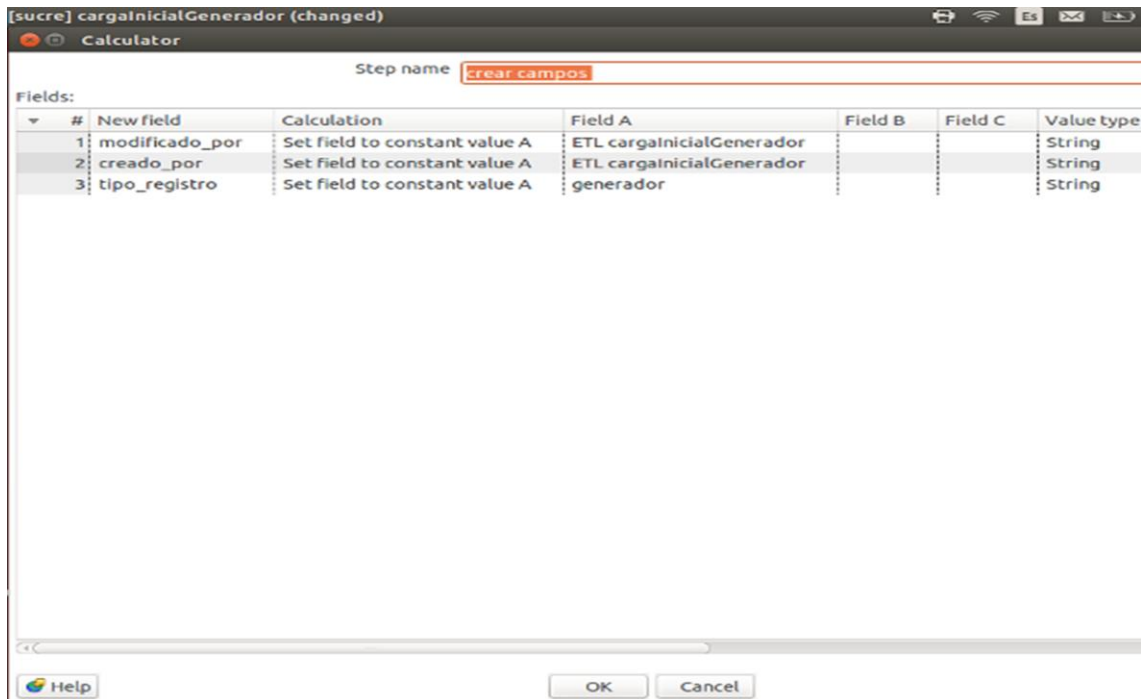 [sucre] cargaInicialGenerador (changed)
Es
Calculator
Step name crear campos
Fields:
# New field Calculation Field A Field B Field C Value type
1 modificado_por Set field to constant value A ETL cargaInicialGenerador String
2 creado_por Set field to constant value A ETL cargaInicialGenerador String
3 tipo_registro Set field to constant value A generador String
Help OK Cancel